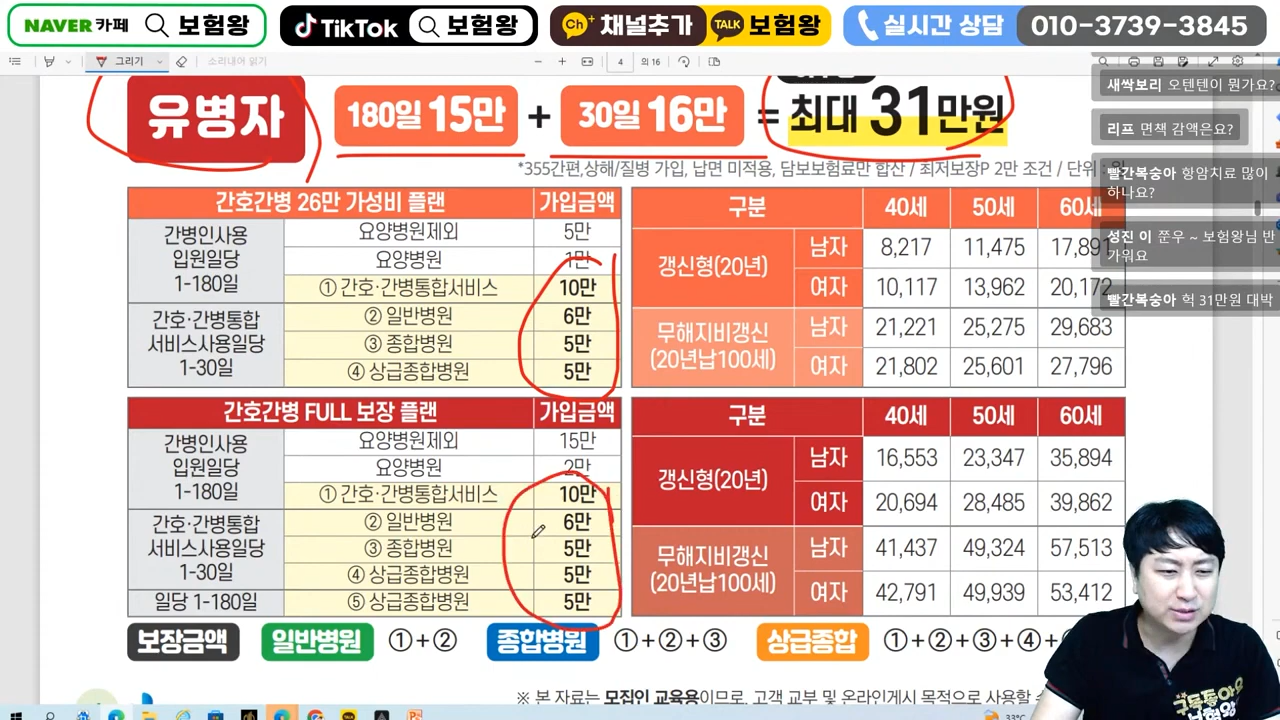 NAVER 카페 보험왕 TikTok 보험왕 Ch+ 채널추가 TALK 보험왕 실시간 상담 010-3739-3845
그리기 소리내어 읽기 4 의 16
유병자 180일 15만 + 30일 16만 = 최대 31만원
*355간편,상해/질병 가입, 납면 미적용, 담보보험료만 합산 / 최저보장P 2만 조건 / 단위 : 원
간호간병 26만 가성비 플랜 가입금액
간병인사용 입원일당 1-180일
요양병원제외 5만
요양병원 1만
① 간호·간병통합서비스 10만
간호·간병통합 서비스사용일당 1-30일
② 일반병원 6만
③ 종합병원 5만
④ 상급종합병원 5만
구분 40세 50세 60세
갱신형(20년) 남자 8,217 11,475 17,891
여자 10,117 13,962 20,172
무해지비갱신 (20년납100세) 남자 21,221 25,275 29,683
여자 21,802 25,601 27,796
간호간병 FULL 보장 플랜 가입금액
간병인사용 입원일당 1-180일
요양병원제외 15만
요양병원 2만
① 간호·간병통합서비스 10만
간호·간병통합 서비스사용일당 1-30일
② 일반병원 6만
③ 종합병원 5만
④ 상급종합병원 5만
일당 1-180일 ⑤ 상급종합병원 5만
구분 40세 50세 60세
갱신형(20년) 남자 16,553 23,347 35,894
여자 20,694 28,485 39,862
무해지비갱신 (20년납100세) 남자 41,437 49,324 57,513
여자 42,791 49,939 53,412
보장금액 일반병원 ①+② 종합병원 ①+②+③ 상급종합 ①+②+③+④+
※ 본 자료는 모집인 교육용이므로, 고객 교부 및 온라인게시 목적으로 사용할
새싹보리 오텐텐이 뭔가요?
리프 면책 감액은요?
빨간복숭아 항암치료 많이
하나요?
성진 이 쭌우 ~ 보험왕님 반
가워요
빨간복숭아 헉 31만원 대박
구독좋아요
보험왕
33°C